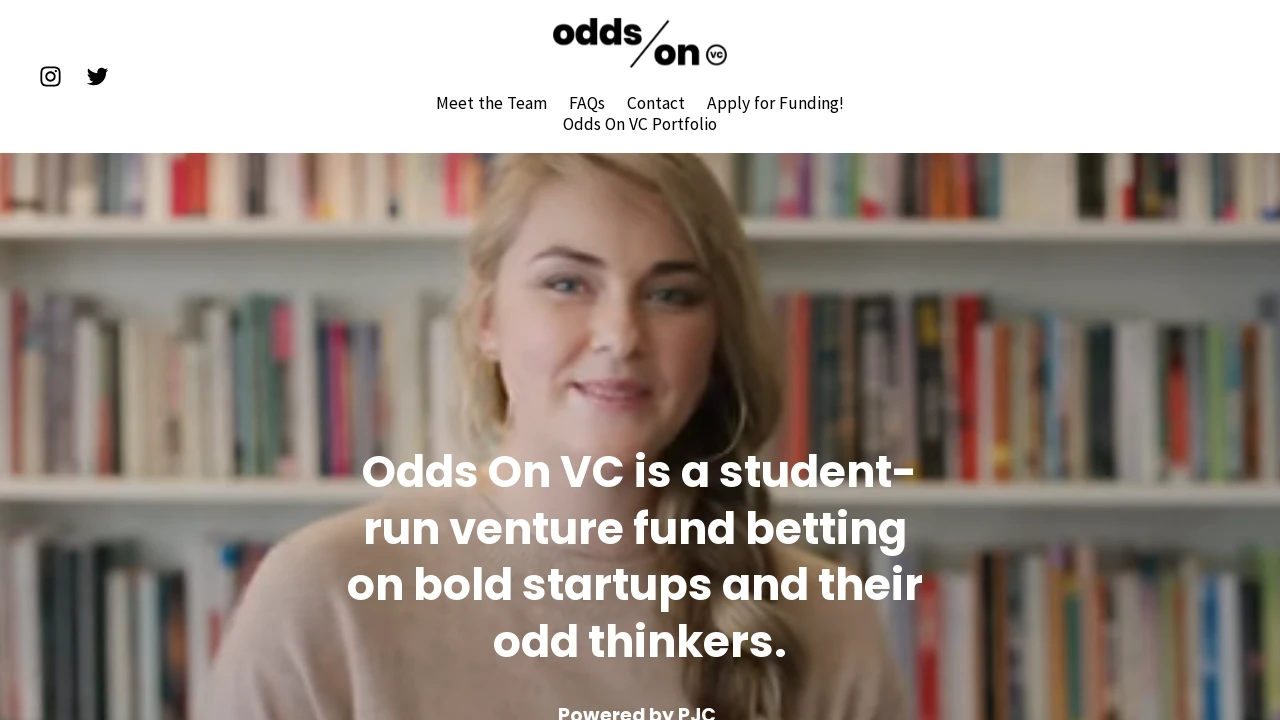 odds/on vc
Meet the Team FAQs Contact Apply for Funding!
Odds On VC Portfolio
Odds On VC is a student-
run venture fund betting
on bold startups and their
odd thinkers.
Powered by PJC